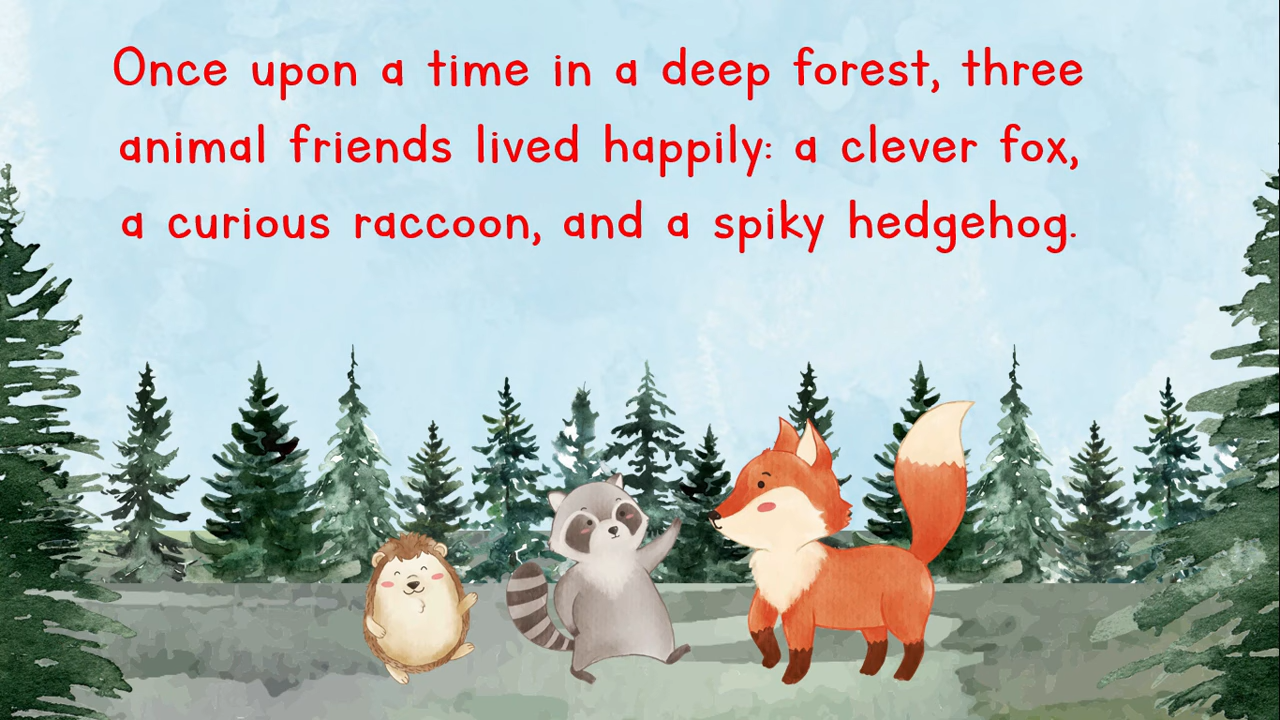 Once upon a time in a deep forest, three
animal friends lived happily: a clever fox,
a curious raccoon, and a spiky hedgehog.